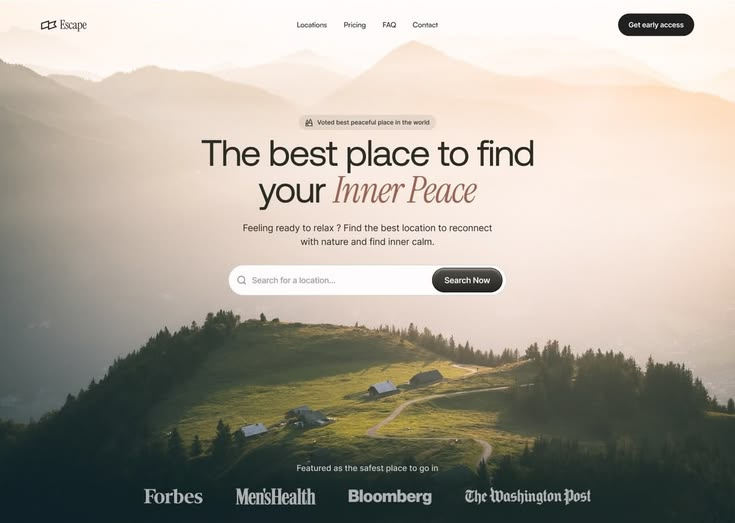 Escape
Locations
Pricing
FAQ
Contact
Get early access
Voted best peaceful place in the world
The best place to find
your Inner Peace
Feeling ready to relax ? Find the best location to reconnect
with nature and find inner calm.
Search for a location...
Search Now
Featured as the safest place to go in
Forbes
Men'sHealth
Bloomberg
The Washington Post